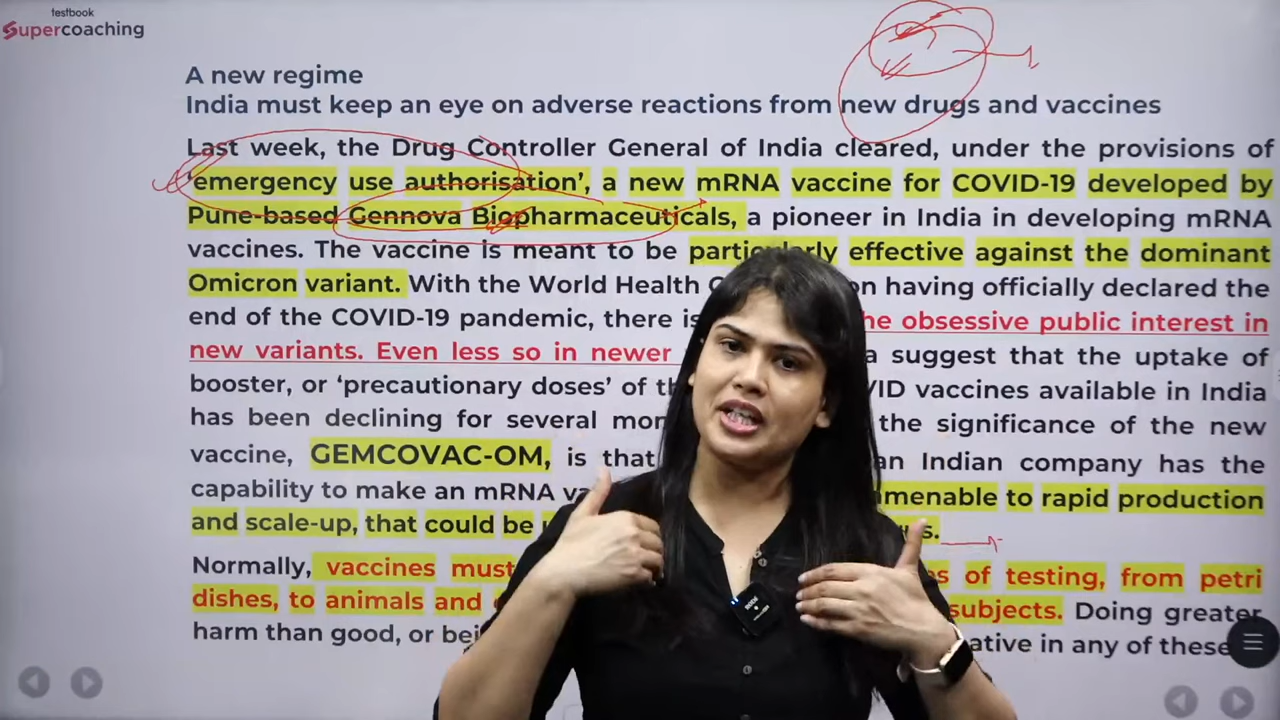 testbook
Supercoaching
A new regime
India must keep an eye on adverse reactions from new drugs and vaccines
Last week, the Drug Controller General of India cleared, under the provisions of
‘emergency use authorisation’, a new mRNA vaccine for COVID-19 developed by
Pune-based Gennova Biopharmaceuticals, a pioneer in India in developing mRNA
vaccines. The vaccine is meant to be particularly effective against the dominant
Omicron variant. With the World Health on having officially declared the
end of the COVID-19 pandemic, there is he obsessive public interest in
new variants. Even less so in newer a suggest that the uptake of
booster, or ‘precautionary doses’ of VID vaccines available in India
has been declining for several mon the significance of the new
vaccine, GEMCOVAC-OM, is that an Indian company has the
capability to make an mRNA va menable to rapid production
and scale-up, that could be s.
Normally, vaccines must s of testing, from petri
dishes, to animals and subjects. Doing greater
harm than good, or bei ative in any of these